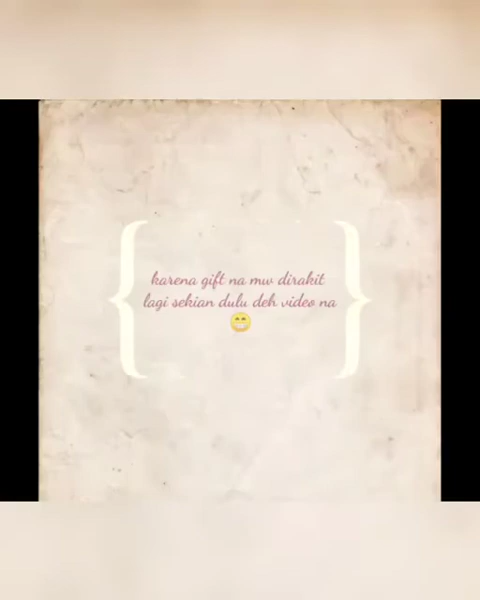 karena gift na mw dirakit
lagi sekian dulu deh video na
😁